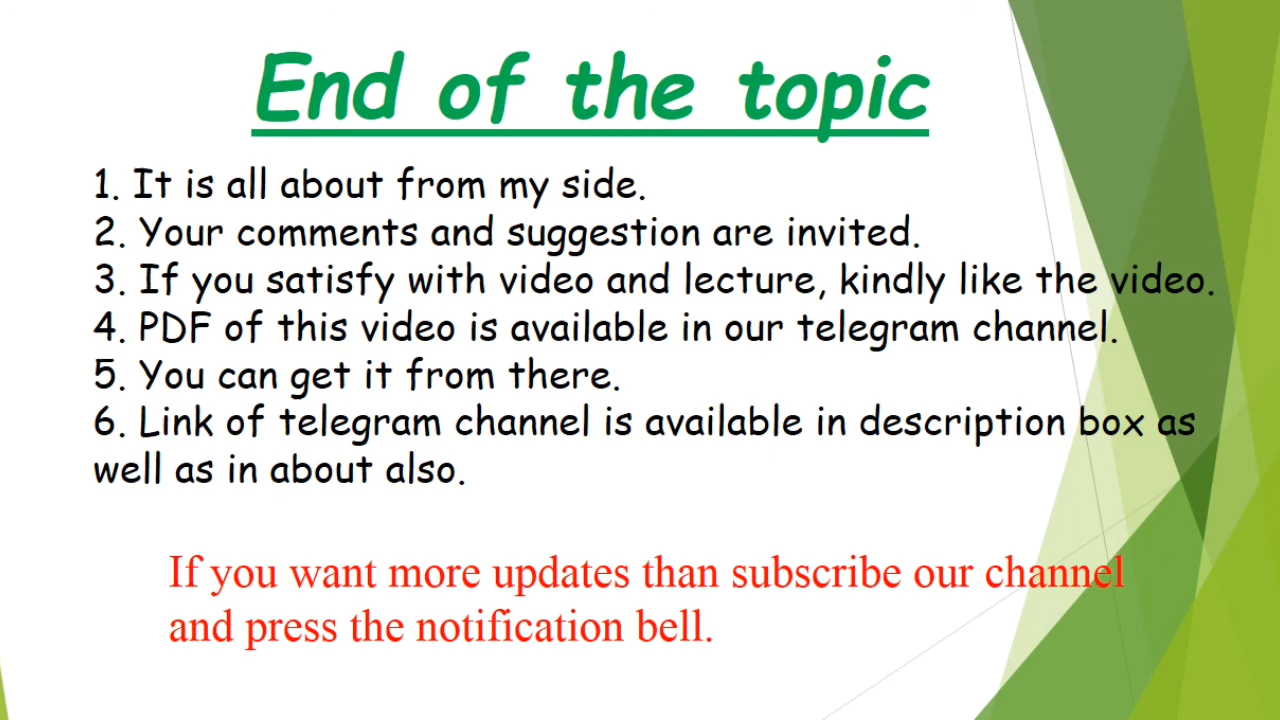 End of the topic
1. It is all about from my side.
2. Your comments and suggestion are invited.
3. If you satisfy with video and lecture, kindly like the video.
4. PDF of this video is available in our telegram channel.
5. You can get it from there.
6. Link of telegram channel is available in description box as
well as in about also.
If you want more updates than subscribe our channel
and press the notification bell.